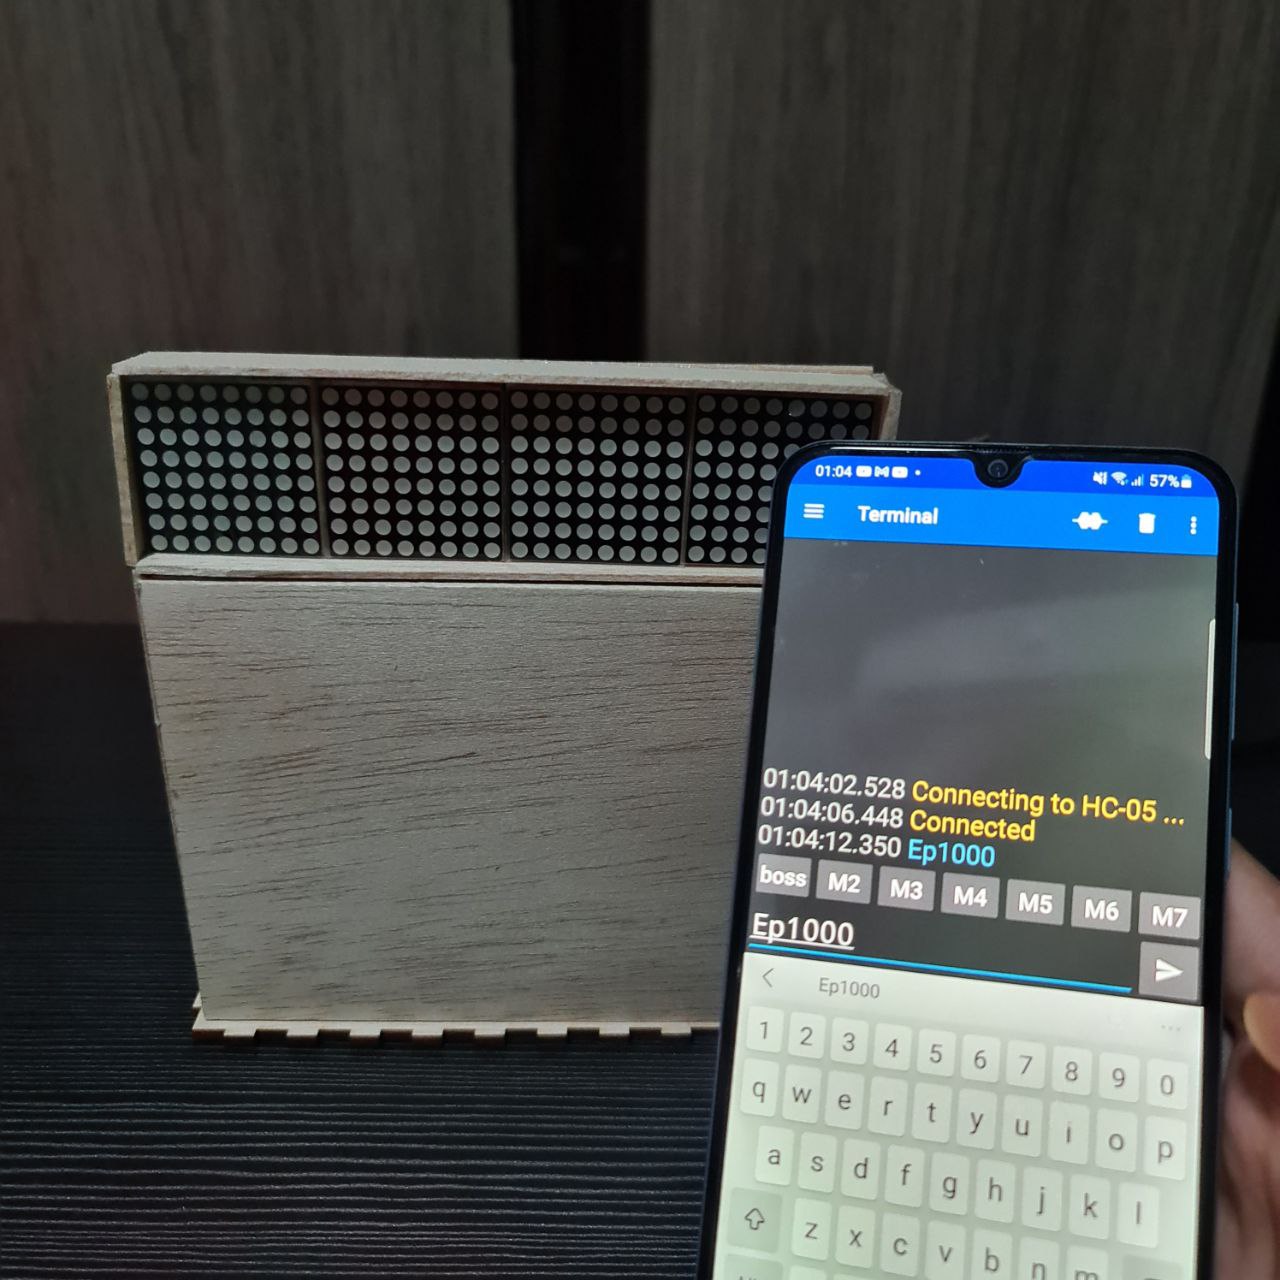 01:04 57%
Terminal
01:04:02.528 Connecting to HC-05 ...
01:04:06.448 Connected
01:04:12.350 Ep1000
boss M2 M3 M4 M5 M6 M7
Ep1000
Ep1000
1 2 3 4 5 6 7 8 9 0
q w e r t y u i o p
a s d f g h j k l
z x c v b n m